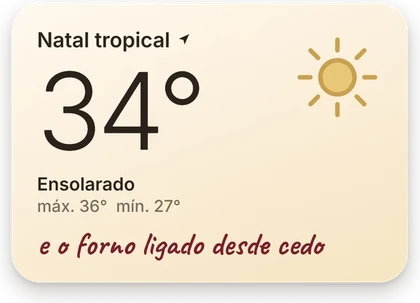 Natal tropical
34°
Ensolarado
máx. 36° mín. 27°
e o forno ligado desde cedo